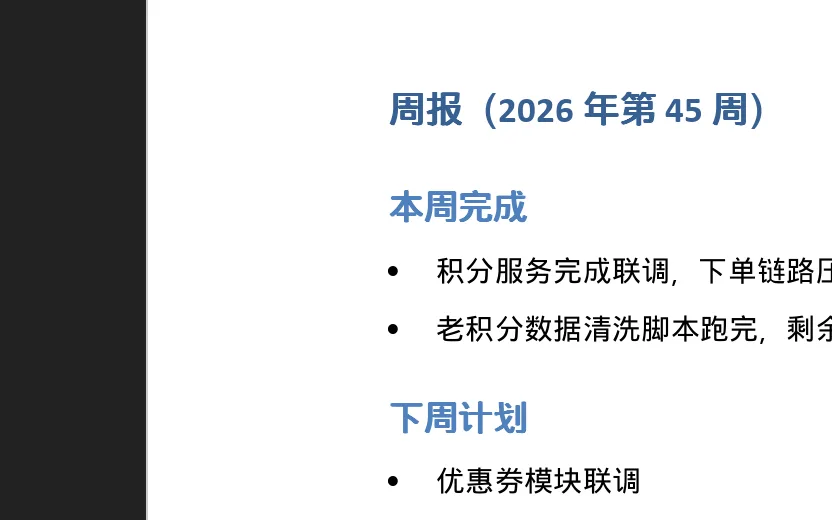 周报（2026 年第 45 周）
本周完成
• 积分服务完成联调，下单链路压
• 老积分数据清洗脚本跑完，剩余
下周计划
• 优惠券模块联调